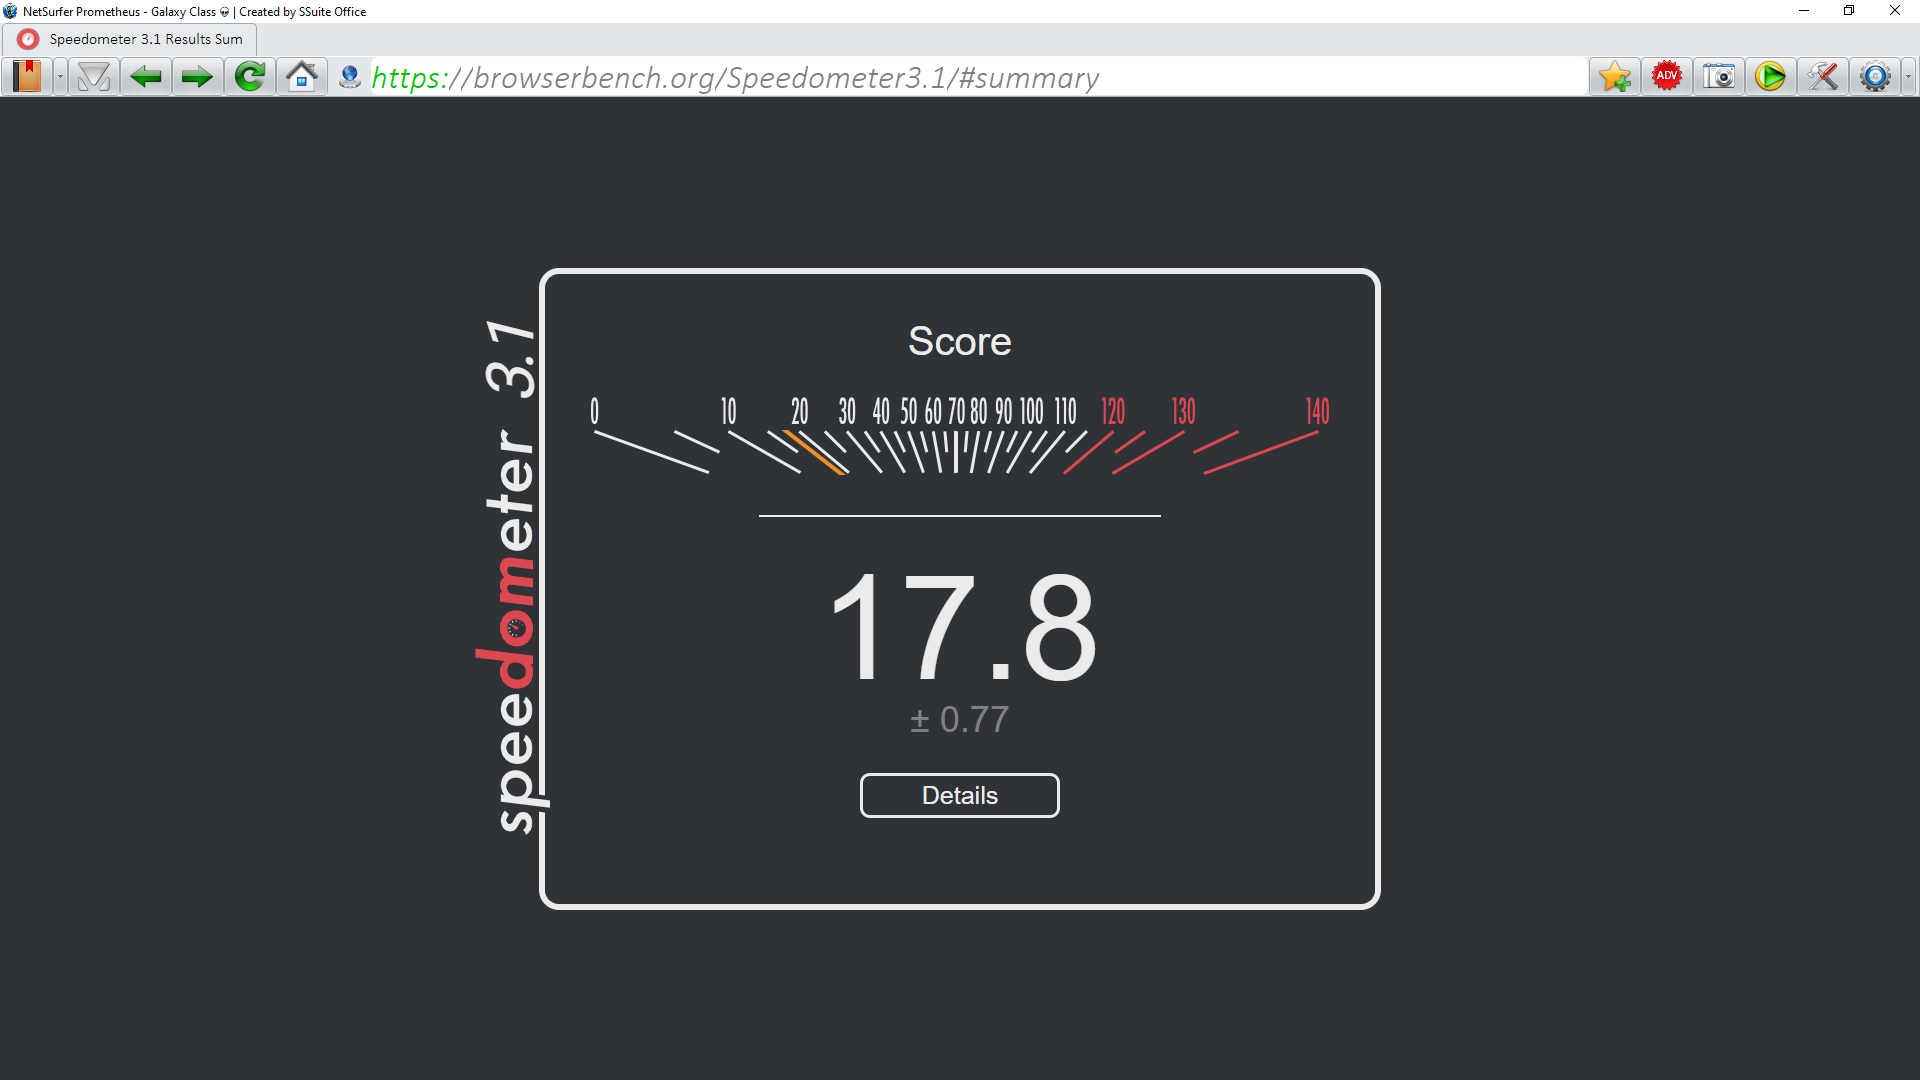 NetSurfer Prometheus - Galaxy Class 💀 | Created by SSuite Office
Speedometer 3.1 Results Sum
https://browserbench.org/Speedometer3.1/#summary
ADV
speedometer 3.1
Score
0 10 20 30 40 50 60 70 80 90 100 110 120 130 140
17.8
± 0.77
Details